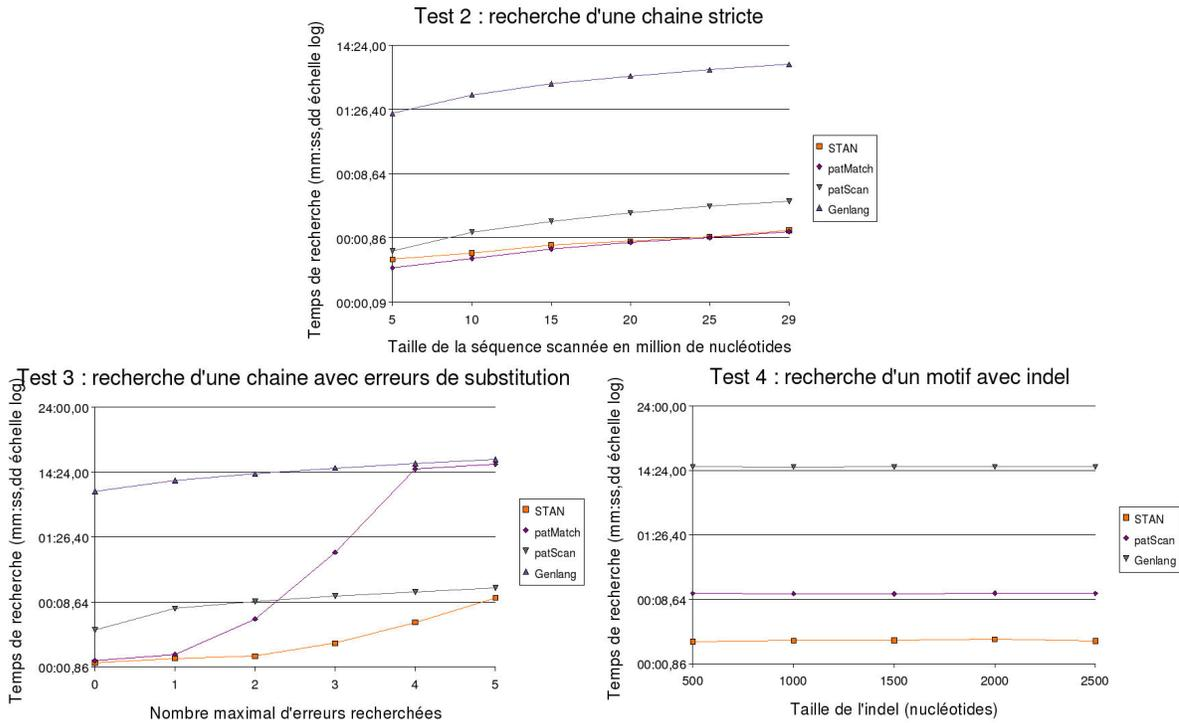 Test 2 : recherche d'une chaine stricte
Temps de recherche (mm:ss,dd échelle log)
14:24,00
01:26,40
00:08,64
00:00,86
00:00,09
5 10 15 20 25 29
Taille de la séquence scannée en million de nucléotides
STAN
patMatch
patScan
Genlang
Test 3 : recherche d'une chaine avec erreurs de substitution
Temps de recherche (mm:ss,dd échelle log)
24:00,00
14:24,00
01:26,40
00:08,64
00:00,86
0 1 2 3 4 5
Nombre maximal d'erreurs recherchées
STAN
patMatch
patScan
Genlang
Test 4 : recherche d'un motif avec indel
Temps de recherche (mm:ss,dd échelle log)
24:00,00
14:24,00
01:26,40
00:08,64
00:00,86
500 1000 1500 2000 2500
Taille de l'indel (nucléotides)
STAN
patScan
Genlang